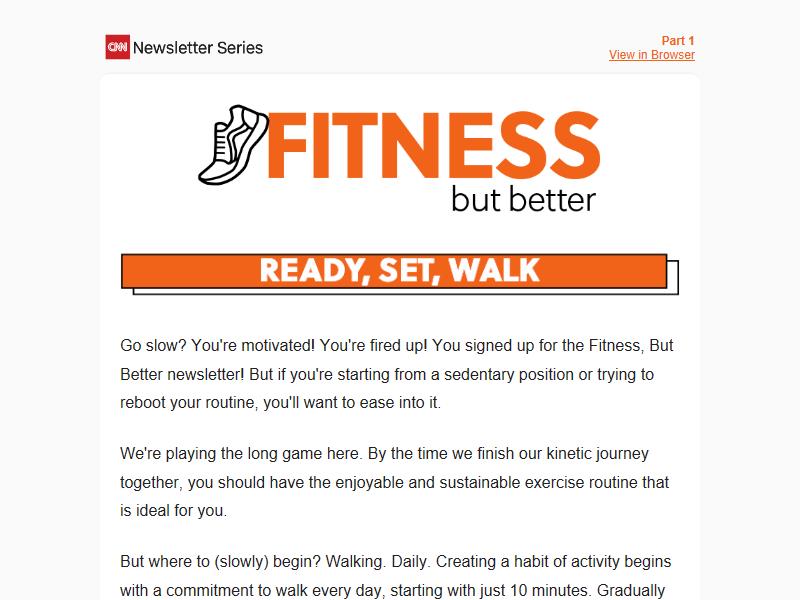 CNN Newsletter Series
Part 1
View in Browser
FITNESS
but better
READY, SET, WALK
Go slow? You're motivated! You're fired up! You signed up for the Fitness, But
Better newsletter! But if you're starting from a sedentary position or trying to
reboot your routine, you'll want to ease into it.
We're playing the long game here. By the time we finish our kinetic journey
together, you should have the enjoyable and sustainable exercise routine that
is ideal for you.
But where to (slowly) begin? Walking. Daily. Creating a habit of activity begins
with a commitment to walk every day, starting with just 10 minutes. Gradually